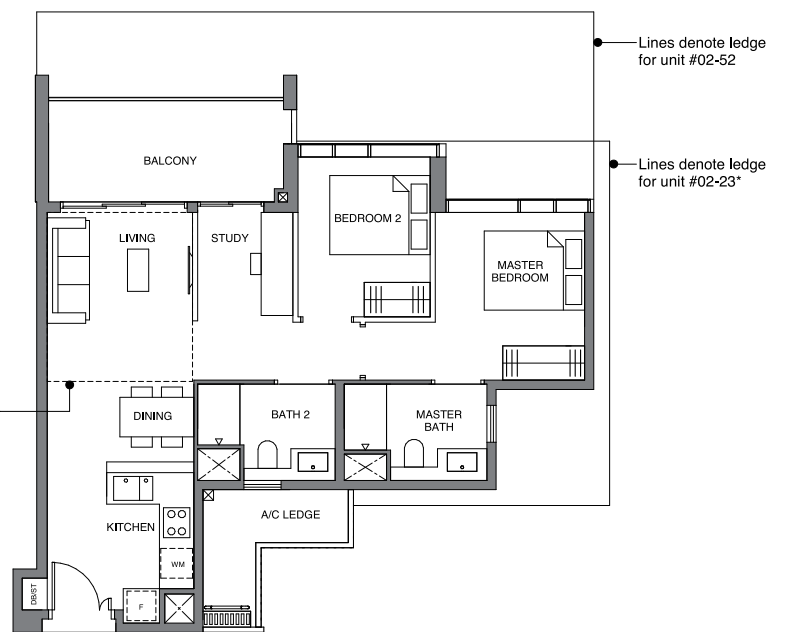 Lines denote ledge
for unit #02-52
BALCONY
Lines denote ledge
for unit #02-23*
LIVING
STUDY
BEDROOM 2
MASTER
BEDROOM
DINING
BATH 2
MASTER
BATH
KITCHEN
A/C LEDGE
WM
DB/ST
F